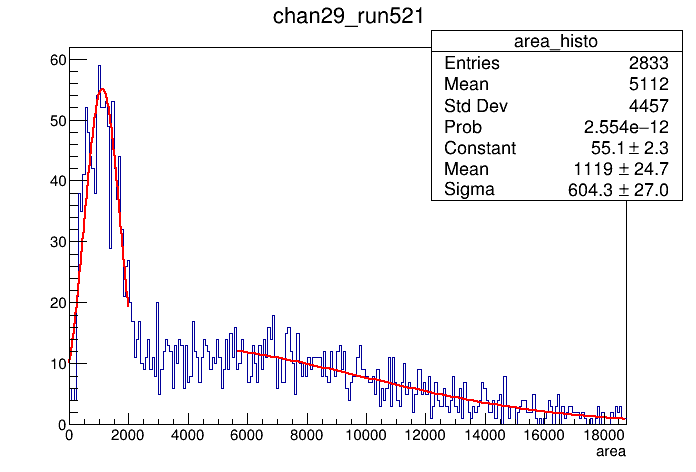 chan29_run521
area_histo
Entries 2833
Mean 5112
Std Dev 4457
Prob 2.554e−12
Constant 55.1 ± 2.3
Mean 1119 ± 24.7
Sigma 604.3 ± 27.0
60
50
40
30
20
10
0
0 2000 4000 6000 8000 10000 12000 14000 16000 18000
area